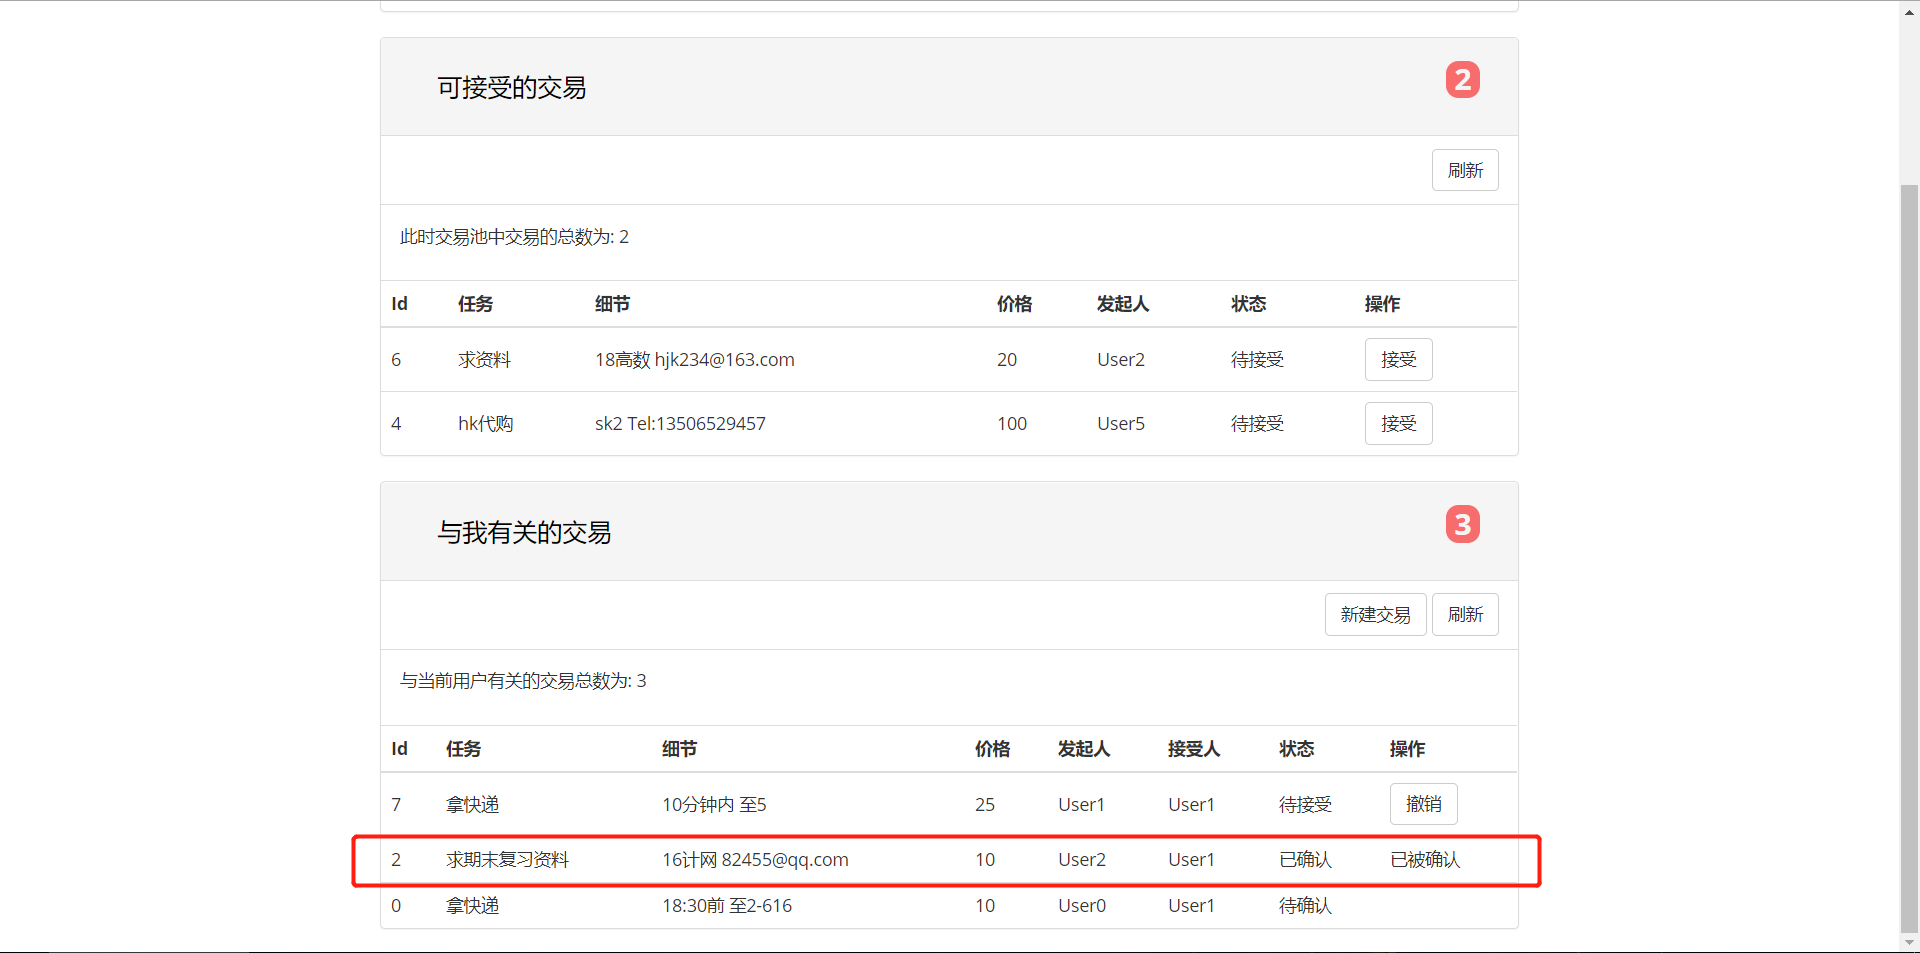 可接受的交易 2
刷新
此时交易池中交易的总数为: 2
Id 任务 细节 价格 发起人 状态 操作
6 求资料 18高数 hjk234@163.com 20 User2 待接受 接受
4 hk代购 sk2 Tel:13506529457 100 User5 待接受 接受
与我有关的交易 3
新建交易 刷新
与当前用户有关的交易总数为: 3
Id 任务 细节 价格 发起人 接受人 状态 操作
7 拿快递 10分钟内 至5 25 User1 User1 待接受 撤销
2 求期末复习资料 16计网 82455@qq.com 10 User2 User1 已确认 已被确认
0 拿快递 18:30前 至2-616 10 User0 User1 待确认